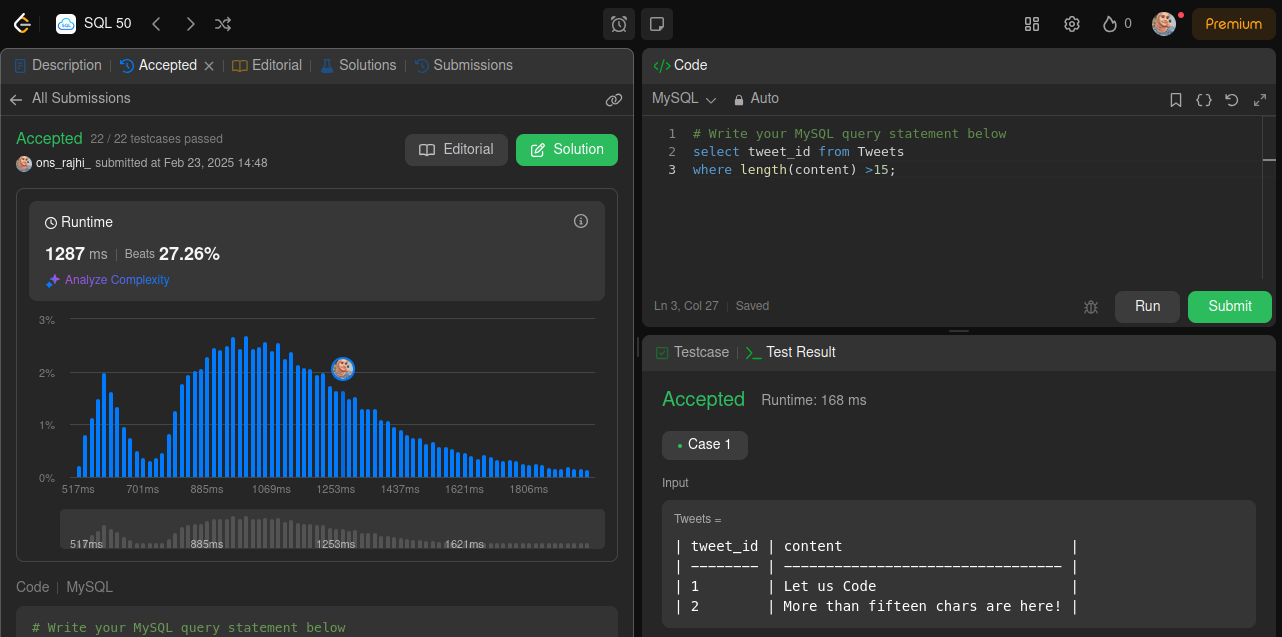 SQL 50
0
Premium
Description | Accepted | Editorial | Solutions | Submissions
All Submissions
Accepted 22 / 22 testcases passed
ons_rajhi_ submitted at Feb 23, 2025 14:48
Editorial
Solution
Runtime
1287 ms | Beats 27.26%
Analyze Complexity
3%
2%
1%
0%
517ms 701ms 885ms 1069ms 1253ms 1437ms 1621ms 1806ms
517ms 885ms 1253ms 1621ms
Code | MySQL
# Write your MySQL query statement below
</> Code
MySQL Auto
1 # Write your MySQL query statement below
2 select tweet_id from Tweets
3 where length(content) >15;
Ln 3, Col 27 | Saved
Run
Submit
Testcase | >_ Test Result
Accepted Runtime: 168 ms
• Case 1
Input
Tweets =
| tweet_id | content                          |
| -------- | -------------------------------- |
| 1        | Let us Code                      |
| 2        | More than fifteen chars are here! |